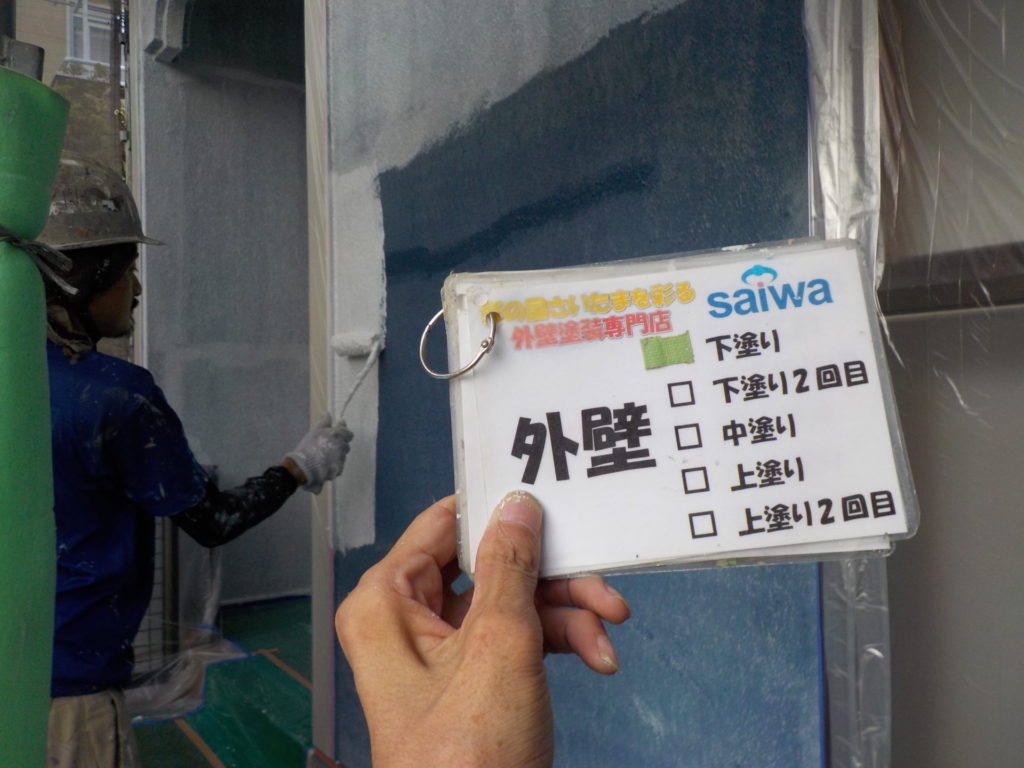 の国さいたまを彩る
外壁塗装専門店
saiwa
外壁
下塗り
下塗り2回目
中塗り
上塗り
上塗り2回目